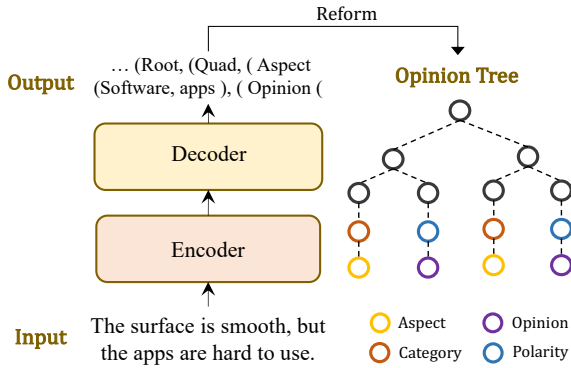 Reform
Output
… (Root, (Quad, ( Aspect
(Software, apps ), ( Opinion (
Opinion Tree
Decoder
Encoder
Input
The surface is smooth, but
the apps are hard to use.
Aspect
Opinion
Category
Polarity